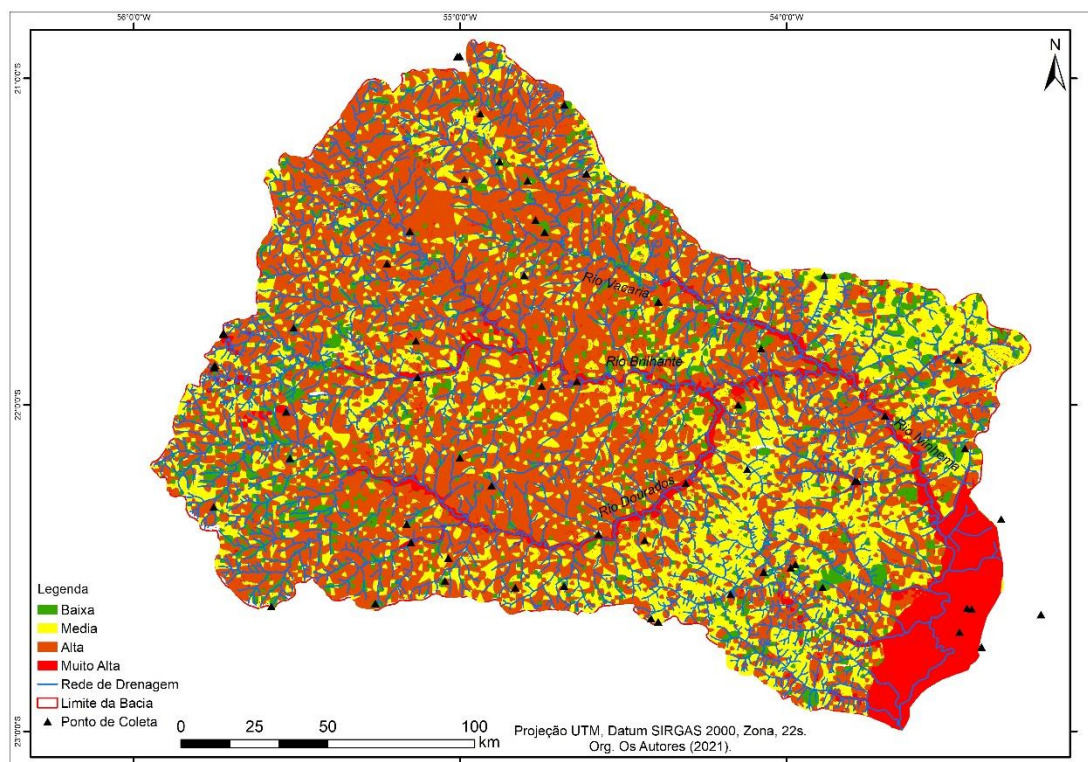 56°0'0"W
55°0'0"W
54°0'0"W
N
21°0'0"S
22°0'0"S
23°0'0"S
Rio Vacaria
Rio Brilhante
Rio Ivinhema
Rio Dourados
Legenda
Baixa
Media
Alta
Muito Alta
Rede de Drenagem
Limite da Bacia
Ponto de Coleta
0 25 50 100
km
Projeção UTM, Datum SIRGAS 2000, Zona, 22s.
Org. Os Autores (2021).